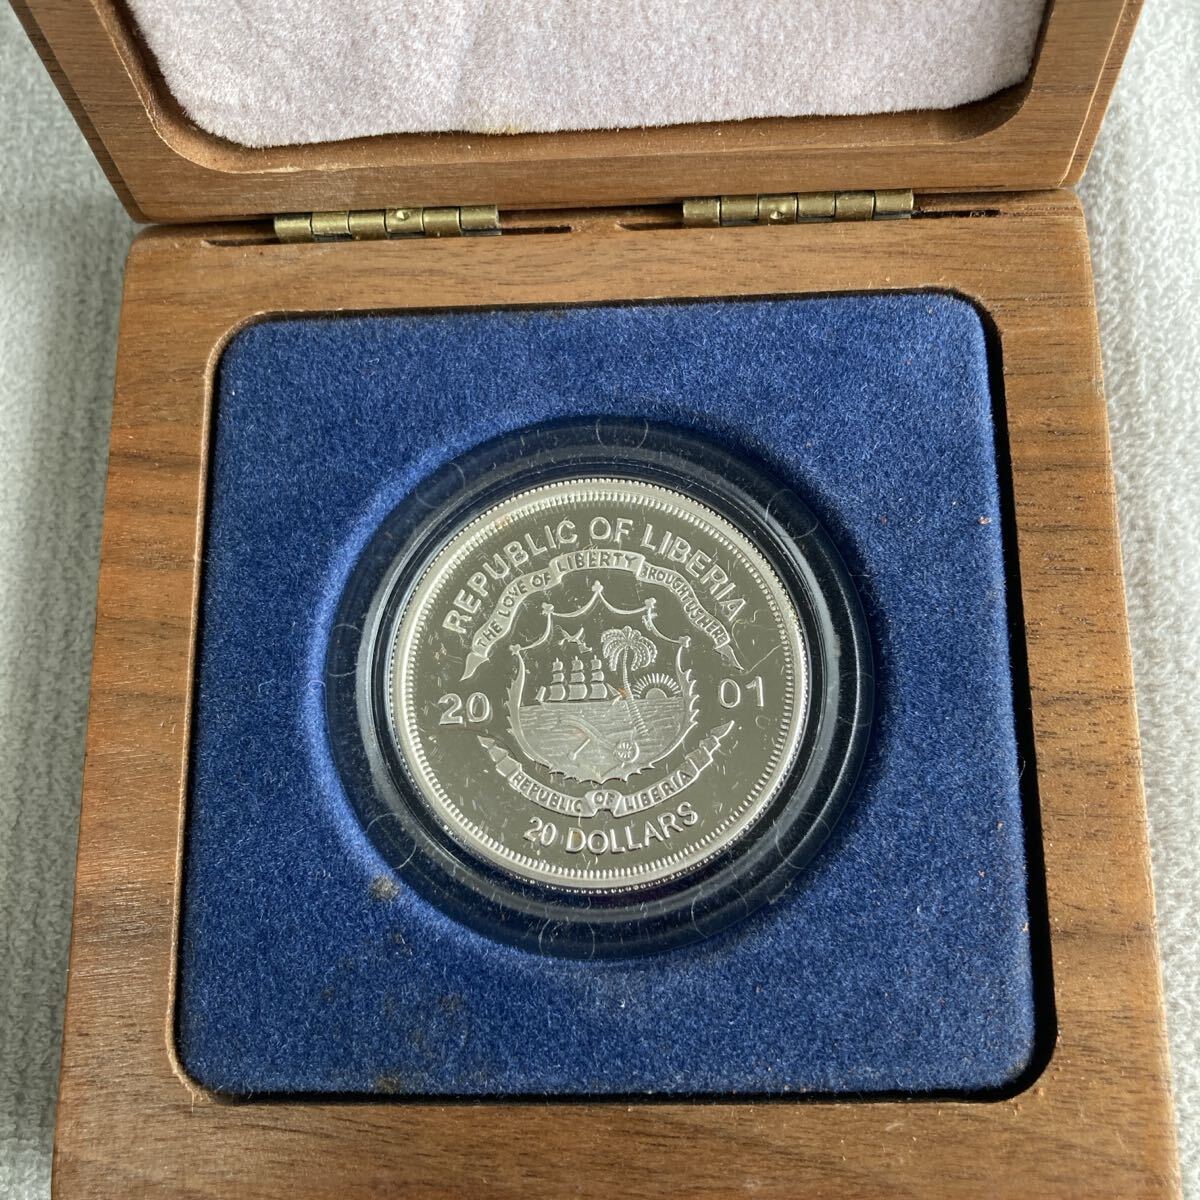 REPUBLIC OF LIBERIA
THE LOVE OF LIBERTY BROUGHT US HERE
20 01
REPUBLIC OF LIBERIA
20 DOLLARS